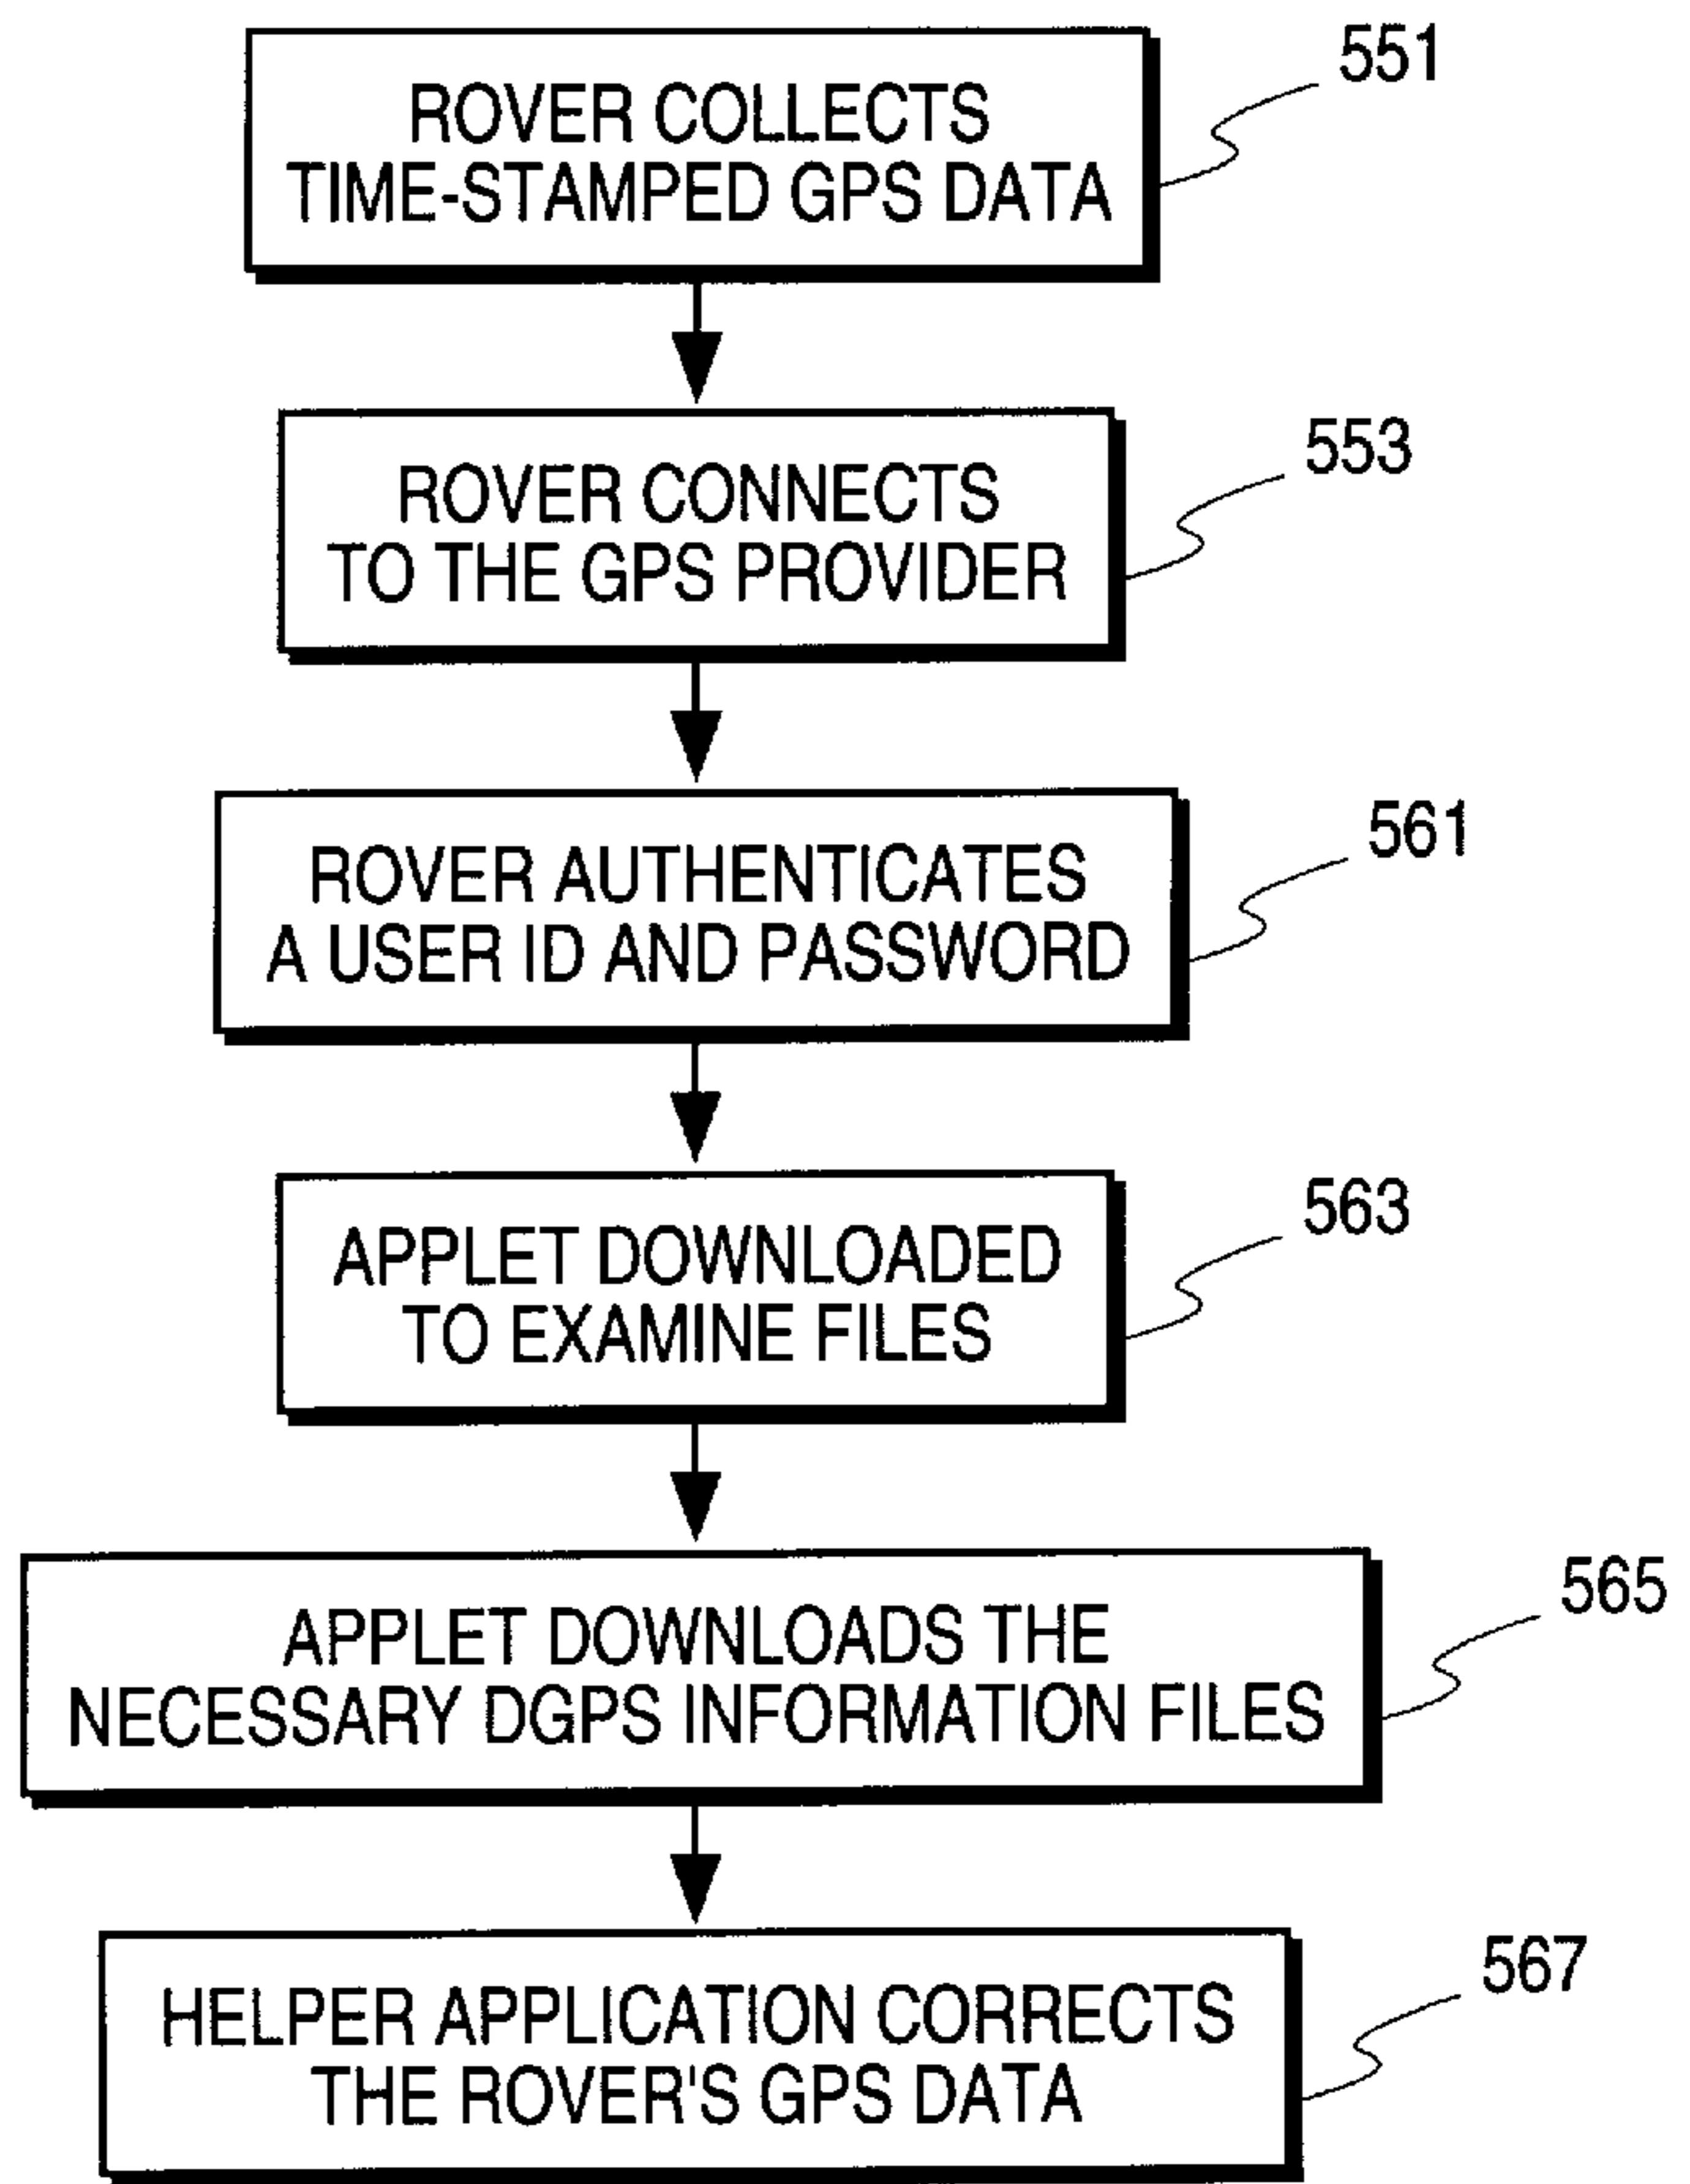 551
ROVER COLLECTS
TIME-STAMPED GPS DATA
553
ROVER CONNECTS
TO THE GPS PROVIDER
561
ROVER AUTHENTICATES
A USER ID AND PASSWORD
563
APPLET DOWNLOADED
TO EXAMINE FILES
565
APPLET DOWNLOADS THE
NECESSARY DGPS INFORMATION FILES
567
HELPER APPLICATION CORRECTS
THE ROVER'S GPS DATA